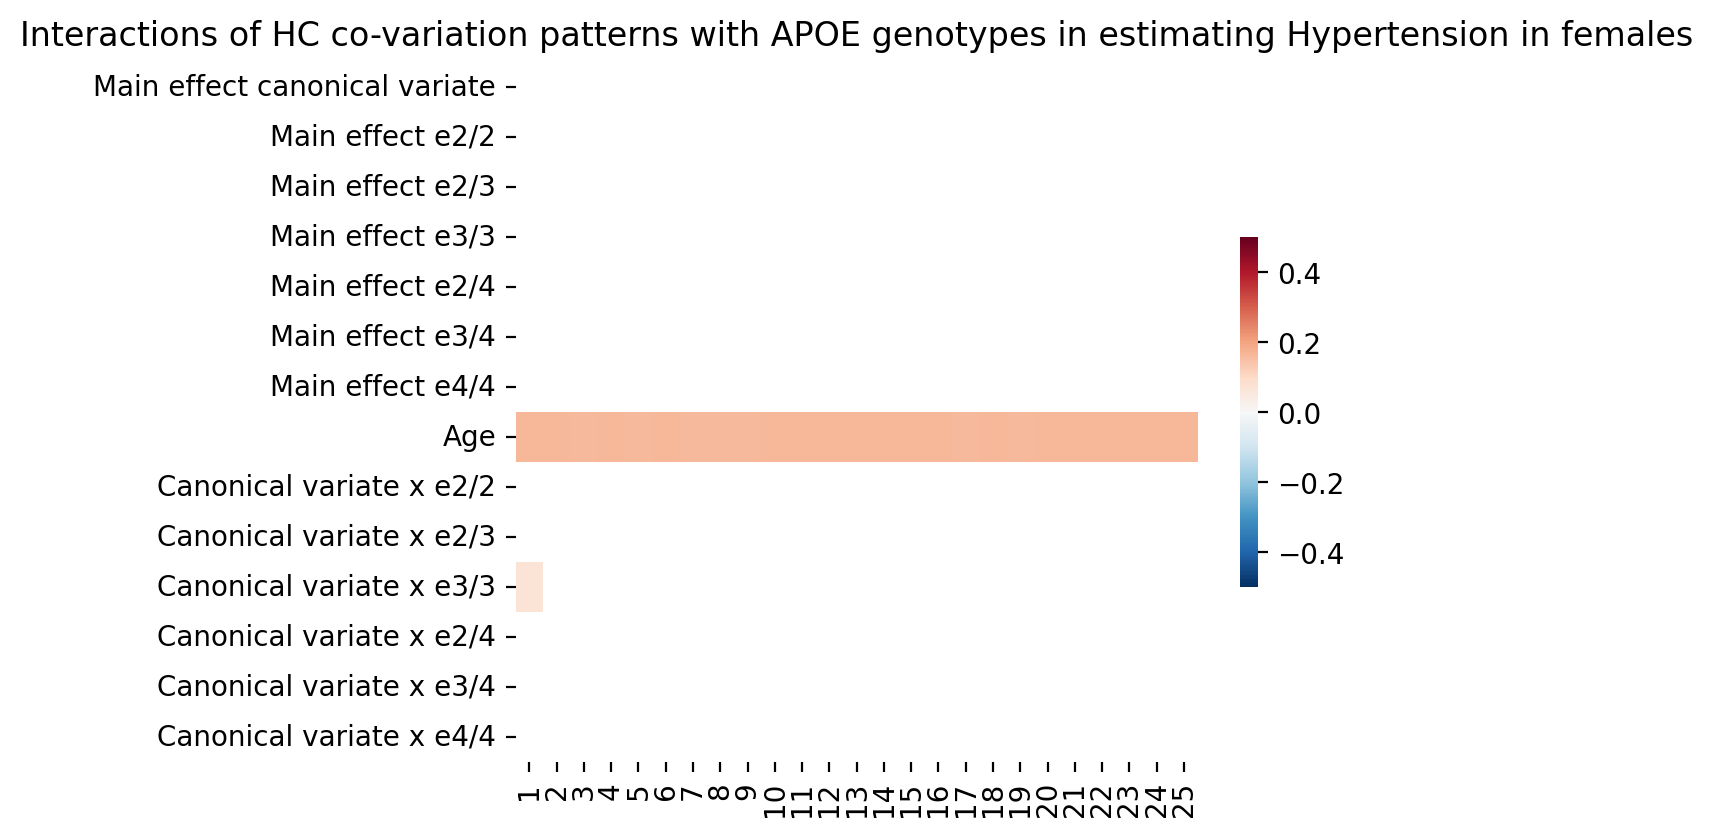 Interactions of HC co-variation patterns with APOE genotypes in estimating Hypertension in females
Main effect canonical variate
Main effect e2/2
Main effect e2/3
Main effect e3/3
Main effect e2/4
Main effect e3/4
Main effect e4/4
Age
Canonical variate x e2/2
Canonical variate x e2/3
Canonical variate x e3/3
Canonical variate x e2/4
Canonical variate x e3/4
Canonical variate x e4/4
1 2 3 4 5 6 7 8 9 10 11 12 13 14 15 16 17 18 19 20 21 22 23 24 25
0.4
0.2
0.0
−0.2
−0.4